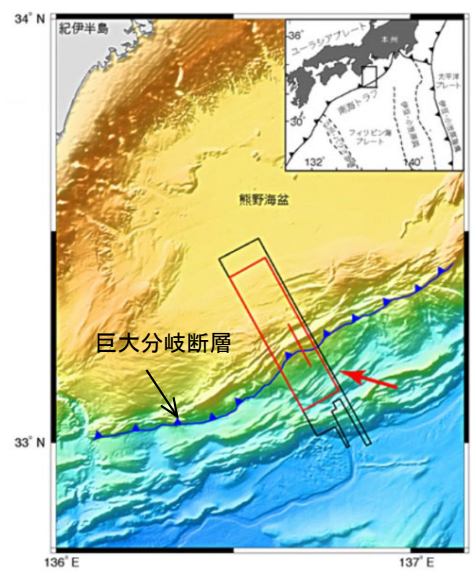 34° N
紀伊半島
36°
ユーラシアプレート
本州
太平洋
プレート
南海トラフ
30°
フィリピン海
プレート
132°
140°
熊野海盆
巨大分岐断層
33° N
136° E
137° E